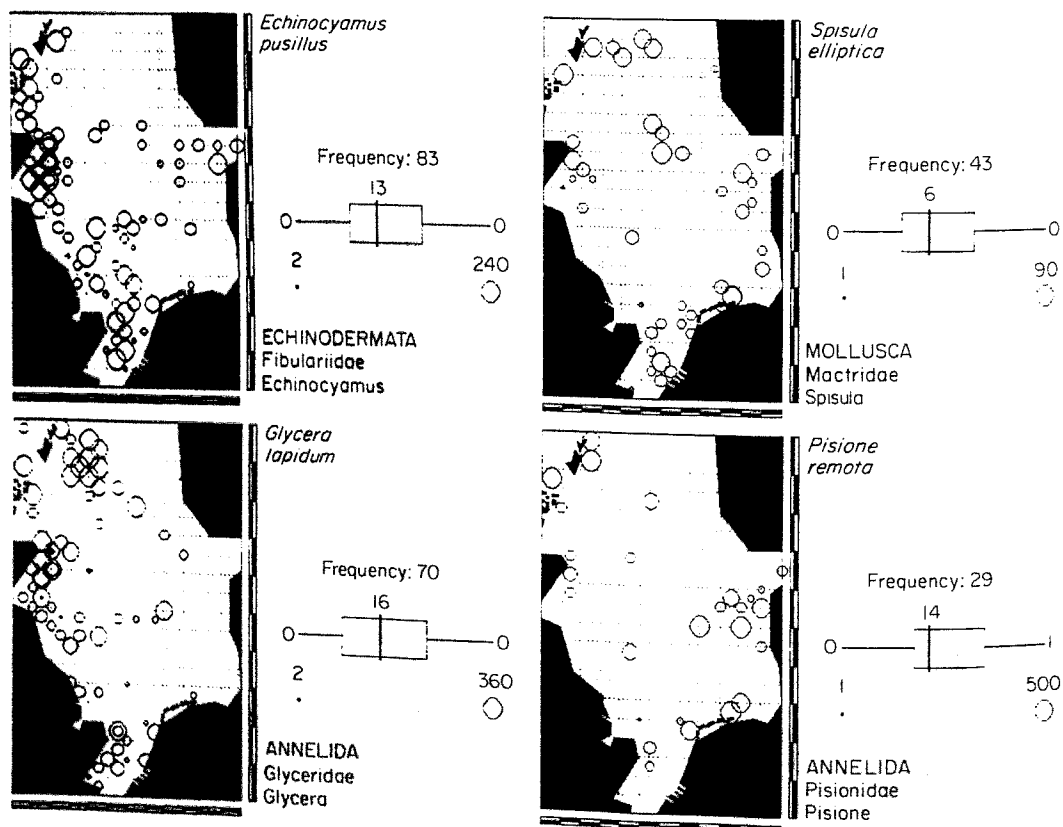 Echinocyamus
pusillus
Frequency: 83
13
0 0
2 240
ECHINODERMATA
Fibulariidae
Echinocyamus
Spisula
elliptica
Frequency: 43
6
0 0
1 90
MOLLUSCA
Mactridae
Spisula
Glycera
lapidum
Frequency: 70
16
0 0
2 360
ANNELIDA
Glyceridae
Glycera
Pisione
remota
Frequency: 29
14
0 1
1 500
ANNELIDA
Pisionidae
Pisione